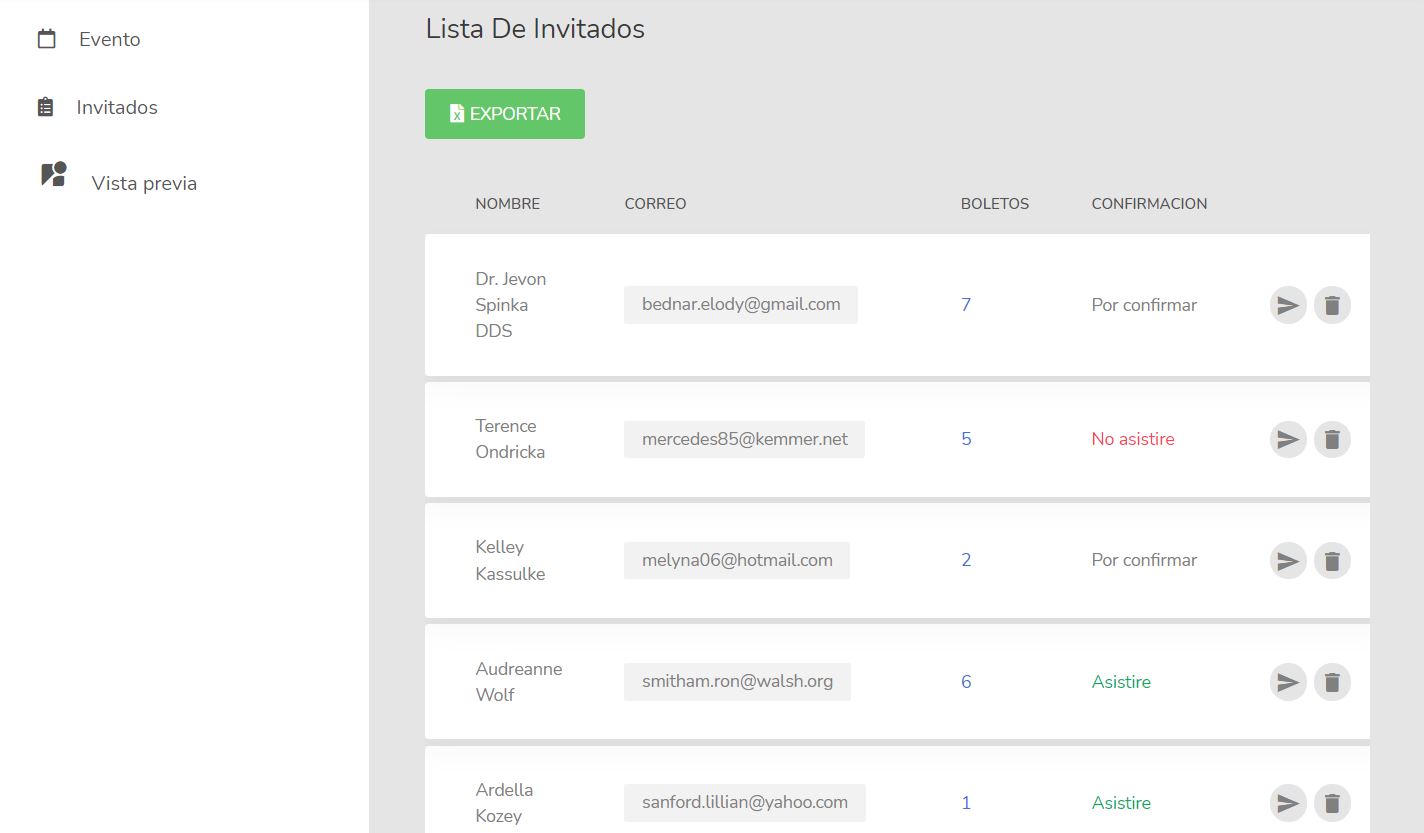 Evento
Invitados
Vista previa
Lista De Invitados
EXPORTAR
NOMBRE CORREO BOLETOS CONFIRMACION
Dr. Jevon
Spinka
DDS
bednar.elody@gmail.com 7 Por confirmar
Terence
Ondricka
mercedes85@kemmer.net 5 No asistire
Kelley
Kassulke
melyna06@hotmail.com 2 Por confirmar
Audreanne
Wolf
smitham.ron@walsh.org 6 Asistire
Ardella
Kozey
sanford.lillian@yahoo.com 1 Asistire